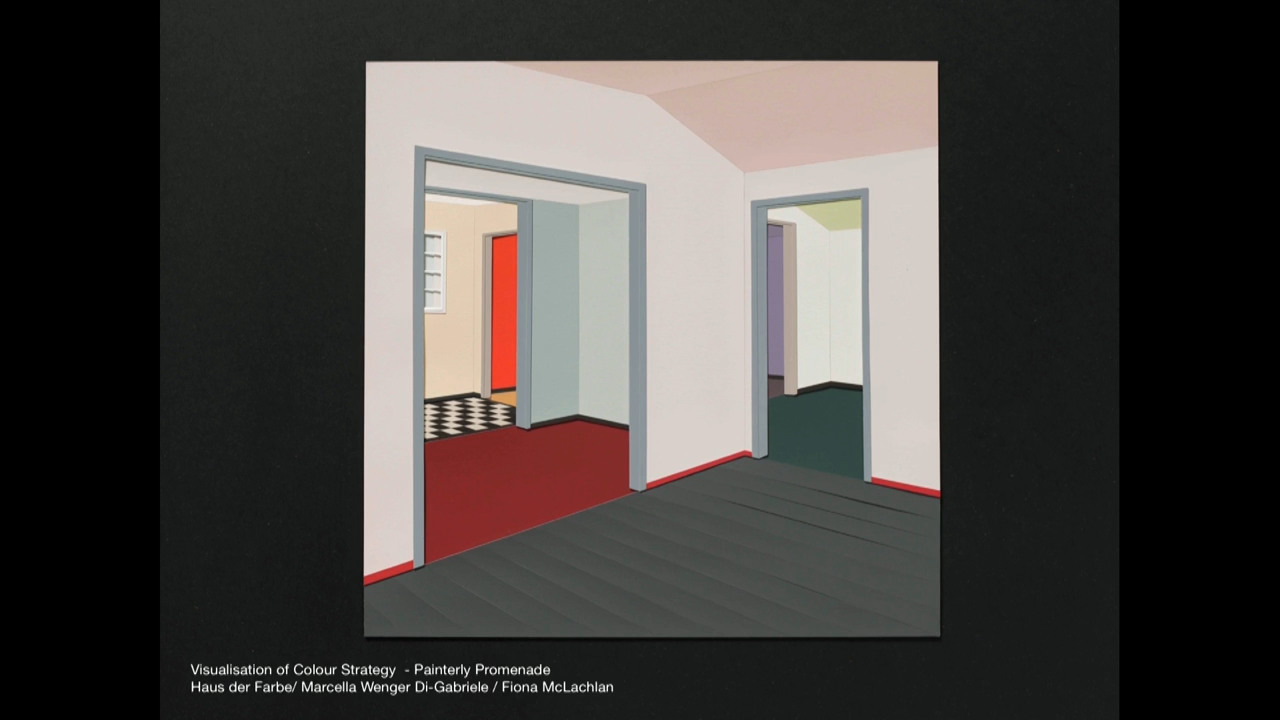 Visualisation of Colour Strategy - Painterly Promenade
Haus der Farbe/ Marcella Wenger Di-Gabriele / Fiona McLachlan